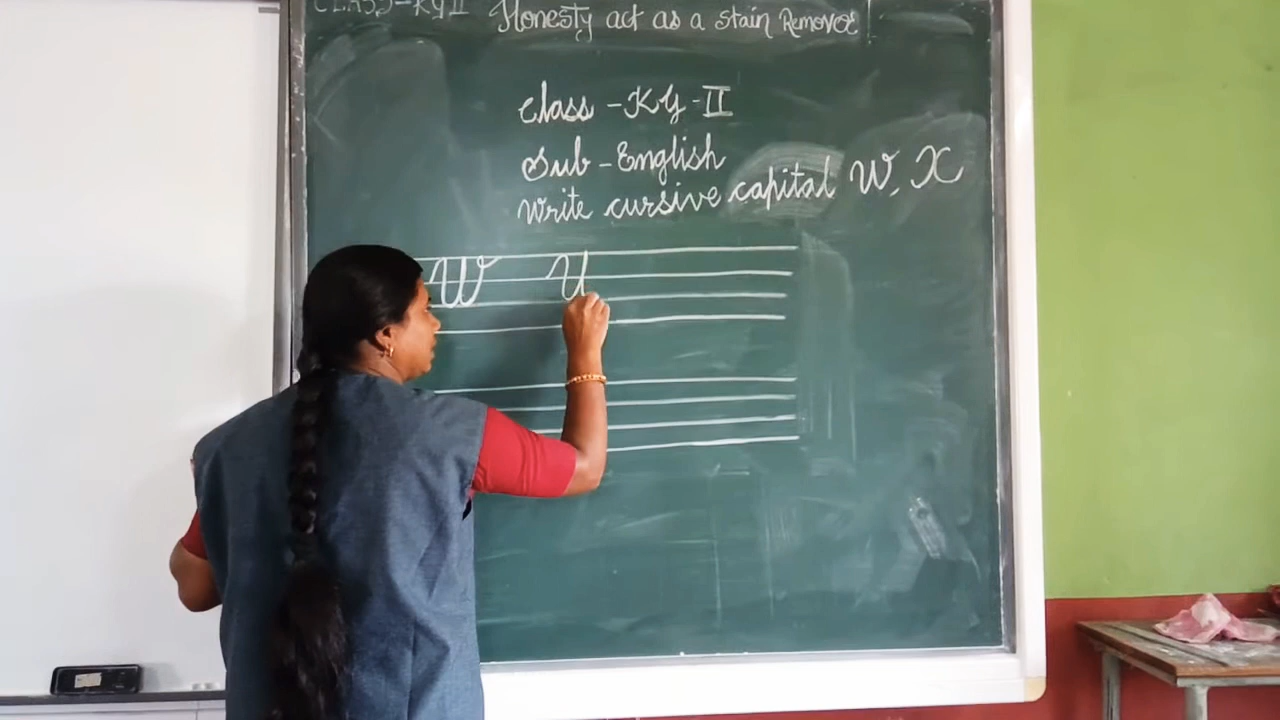 CLASS-KG II
Honesty act as a stain Remover!
Class - KG - II
Sub - English
Write cursive capital W, X
W U